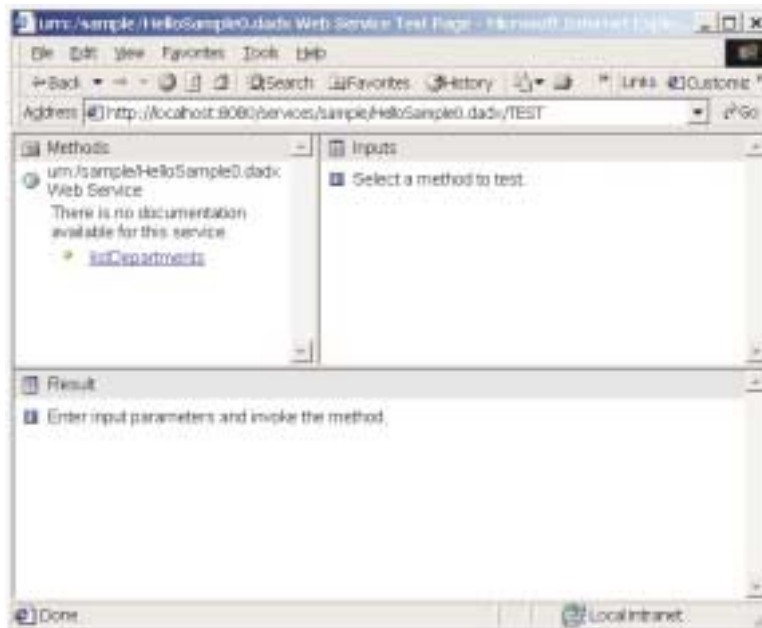 urn:/sample/HelloSample0.dadx Web Service Test Page - Microsoft Internet
File Edit View Favorites Tools Help
Back Search Favorites History Links Customiz
Address http://localhost:8080/services/sample/HelloSample0.dadx/TEST Go
Methods
urn:/sample/HelloSample0.dadx
Web Service
There is no documentation
available for this service
listDepartments
Inputs
Select a method to test.
Result
Enter input parameters and invoke the method.
Done
Local intranet